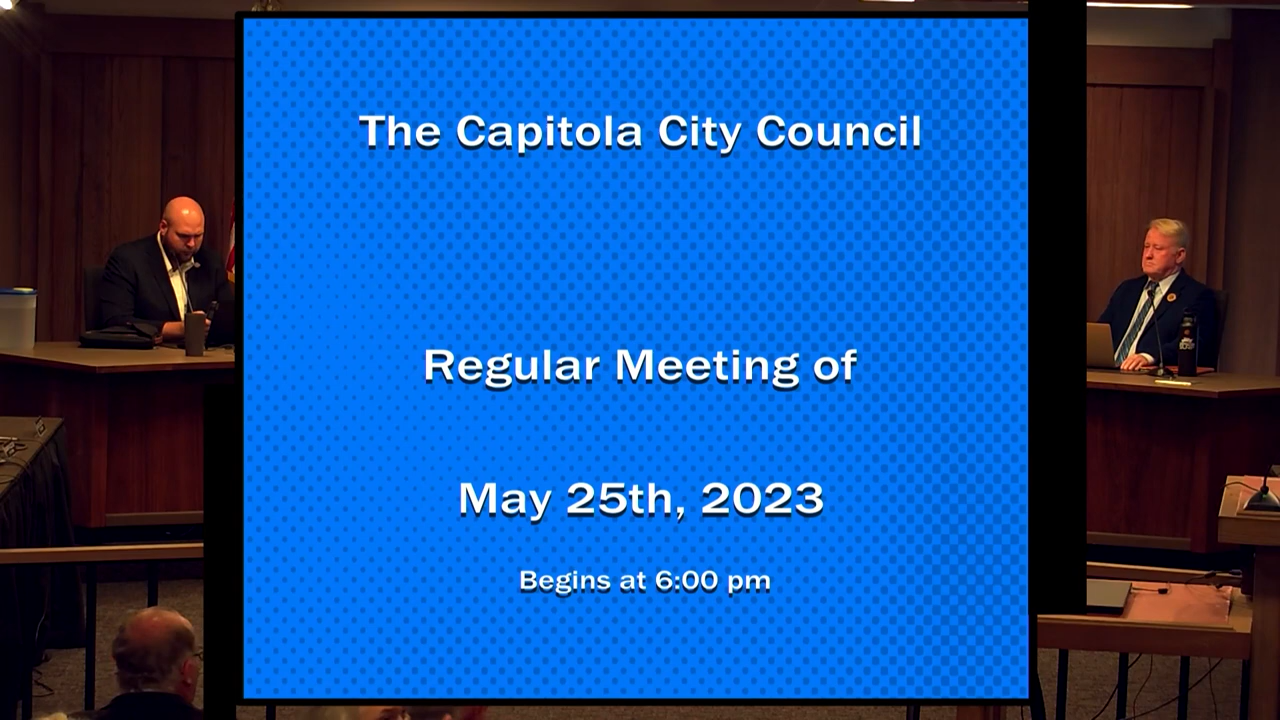 The Capitola City Council
Regular Meeting of
May 25th, 2023
Begins at 6:00 pm